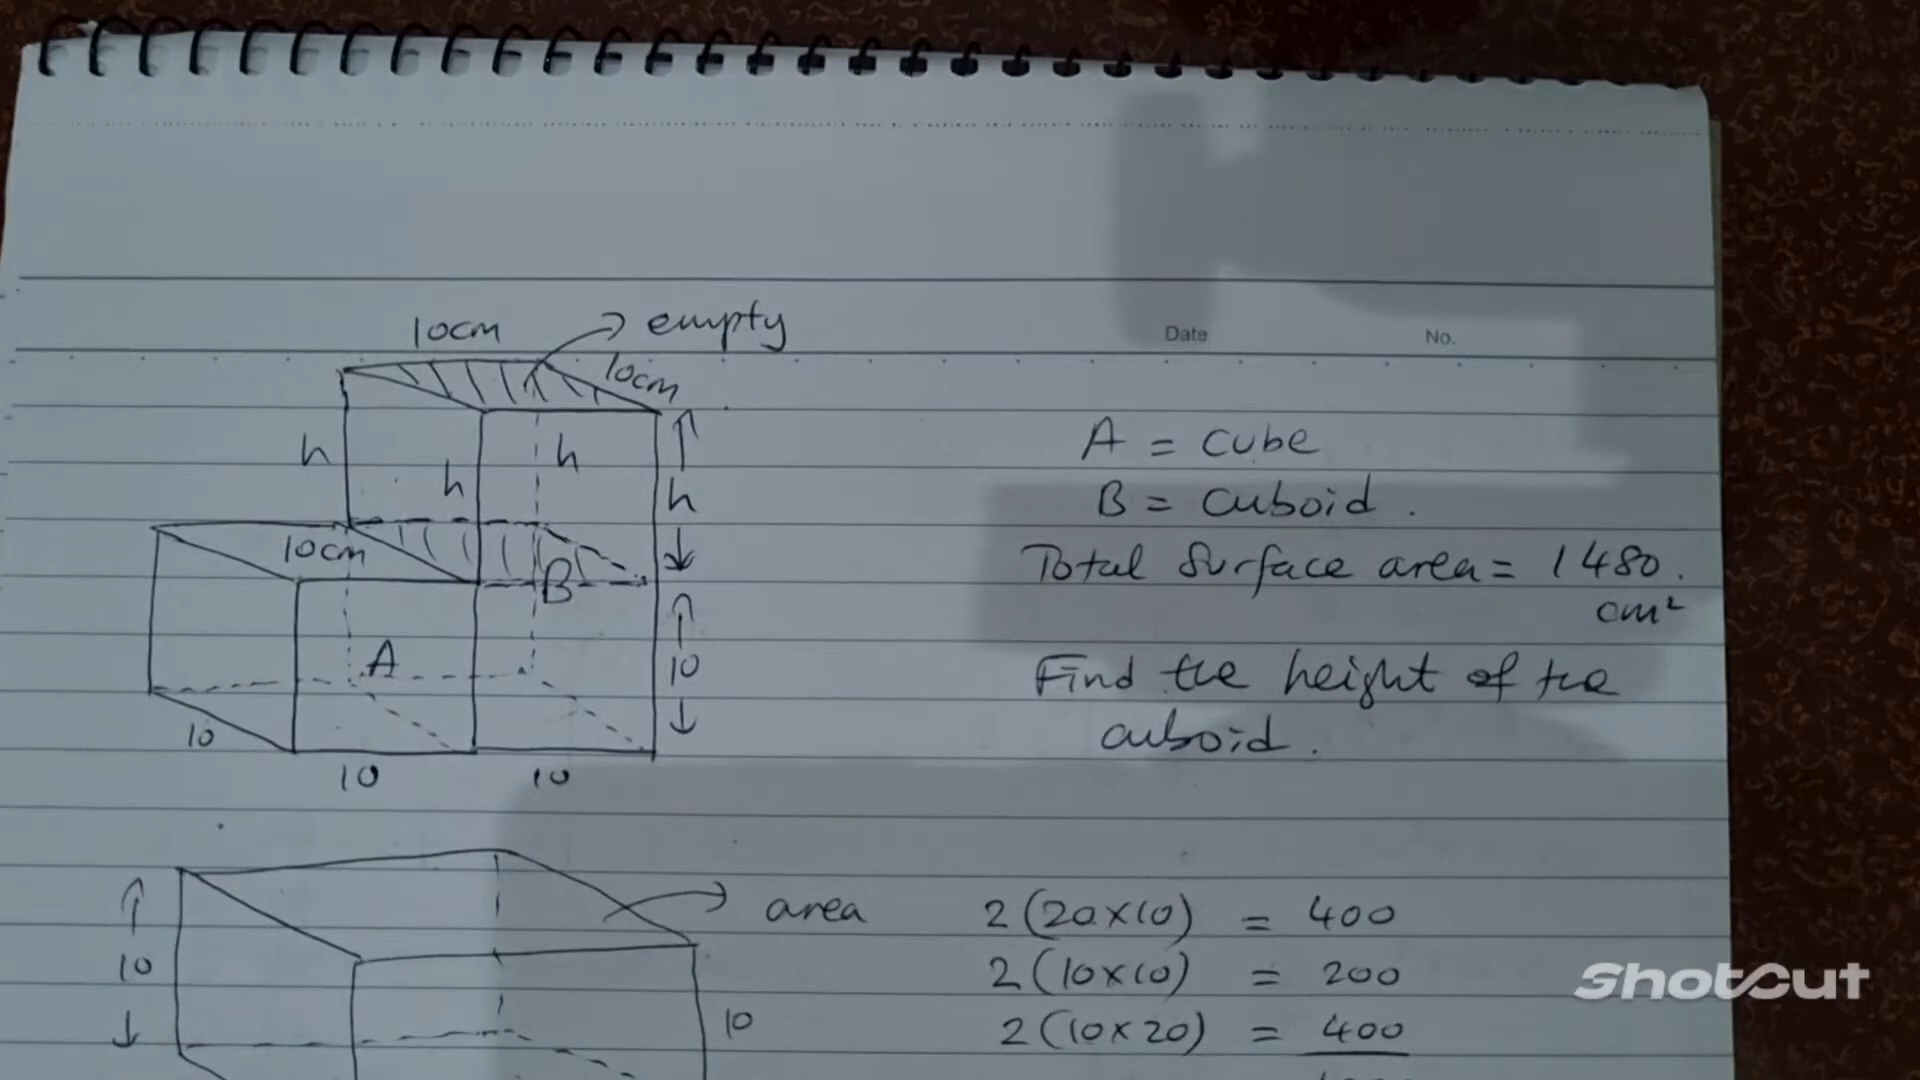 10cm
empty
10cm
h
h
h
h
10cm
B
A
10
10
10
10
Date
No.
A = cube
B = cuboid .
Total Surface area = 1480.
cm²
Find the height of the
cuboid .
10
10
area
2(20×10) = 400
2(10×10) = 200
2(10×20) = 400
Shotcut